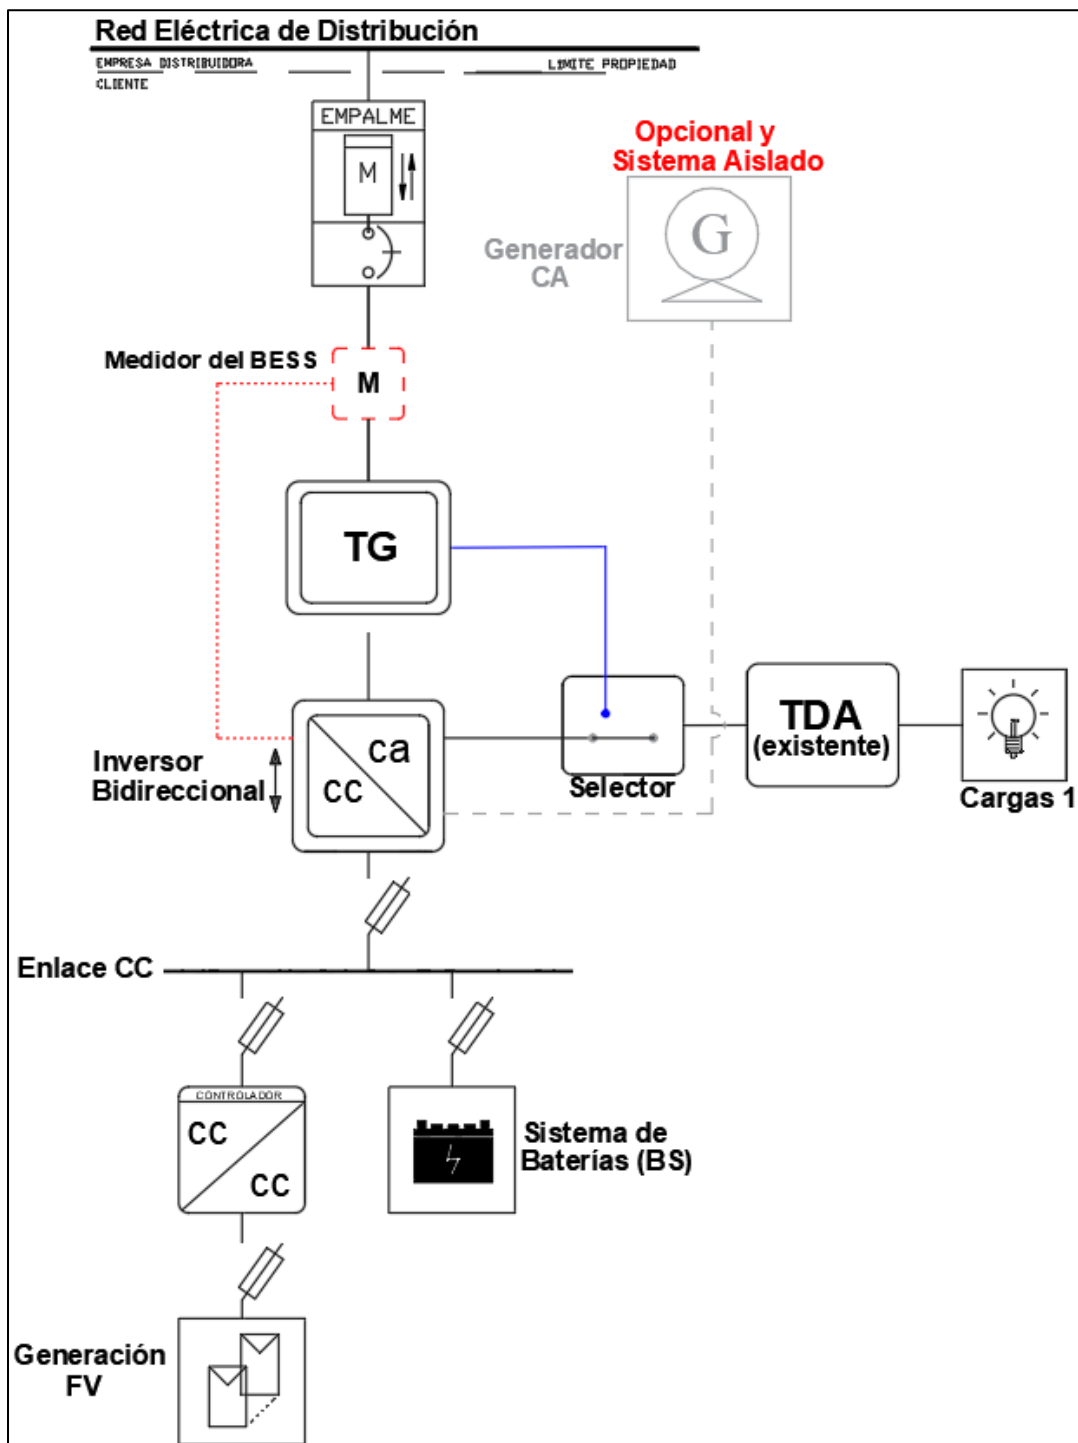 Red Eléctrica de Distribución
EMPRESA DISTRIBUIDORA
LIMITE PROPIEDAD
CLIENTE
EMPALME
M
Opcional y
Sistema Aislado
G
Generador
CA
Medidor del BESS
M
TG
Inversor
Bidireccional
ca
CC
Selector
TDA
(existente)
Cargas 1
Enlace CC
CONTROLADOR
CC
CC
Sistema de
Baterías (BS)
Generación
FV